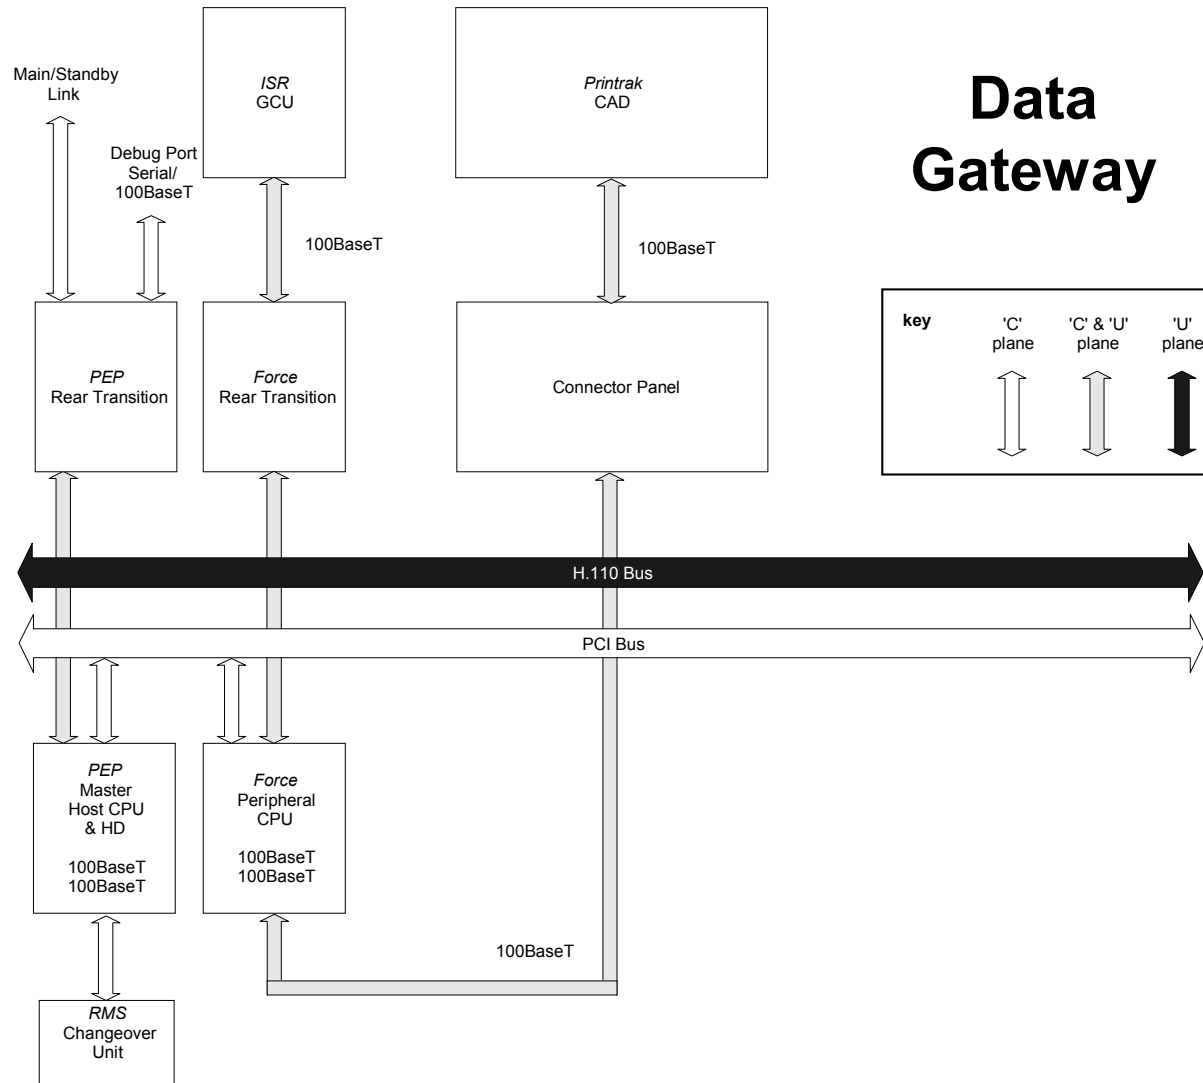 Data
Gateway
Main/Standby
Link
Debug Port
Serial/
100BaseT
ISR
GCU
Printrak
CAD
100BaseT
100BaseT
key
'C'
plane
'C' & 'U'
plane
'U'
plane
PEP
Rear Transition
Force
Rear Transition
Connector Panel
H.110 Bus
PCI Bus
PEP
Master
Host CPU
& HD
100BaseT
100BaseT
Force
Peripheral
CPU
100BaseT
100BaseT
100BaseT
RMS
Changeover
Unit